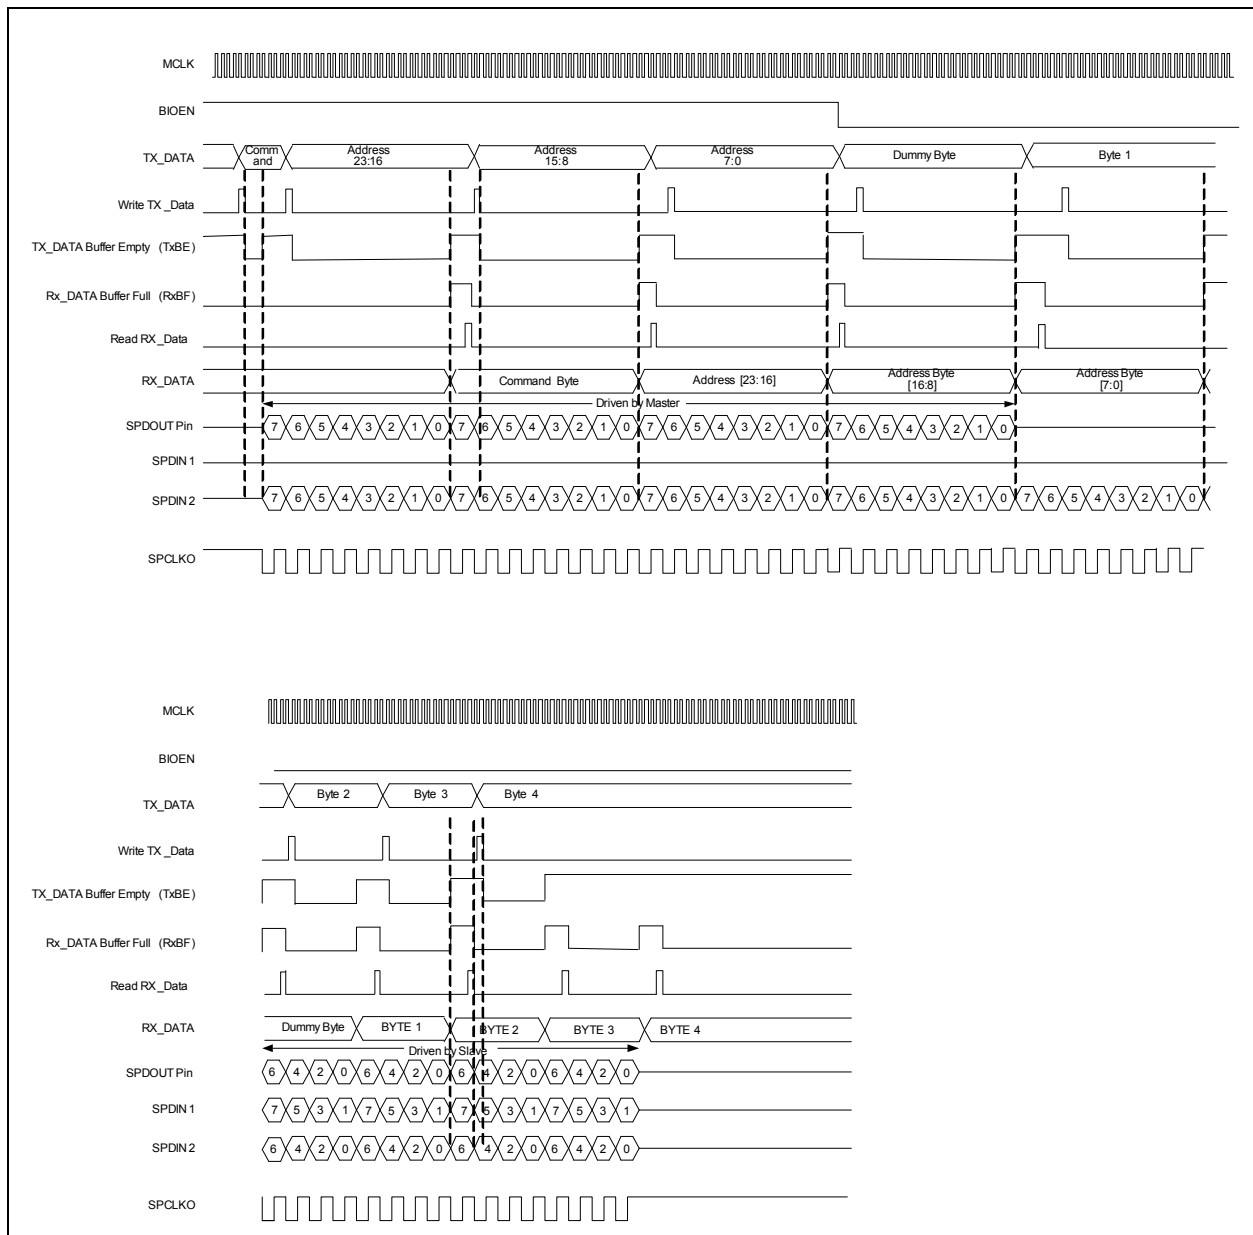 MCLK
BIOEN
TX_DATA Comm and Address 23:16 Address 15:8 Address 7:0 Dummy Byte Byte 1
Write TX _Data
TX_DATA Buffer Empty (TxBE)
Rx_DATA Buffer Full (RxBF)
Read RX_Data
RX_DATA Command Byte Address [23:16] Address Byte [16:8] Address Byte [7:0]
Driven by Master
SPDOUT Pin 7 6 5 4 3 2 1 0 7 6 5 4 3 2 1 0 7 6 5 4 3 2 1 0 7 6 5 4 3 2 1 0
SPDIN 1
SPDIN 2 7 6 5 4 3 2 1 0 7 6 5 4 3 2 1 0 7 6 5 4 3 2 1 0 7 6 5 4 3 2 1 0 7 6 5 4 3 2 1 0
SPCLKO
MCLK
BIOEN
TX_DATA Byte 2 Byte 3 Byte 4
Write TX _Data
TX_DATA Buffer Empty (TxBE)
Rx_DATA Buffer Full (RxBF)
Read RX_Data
RX_DATA Dummy Byte BYTE 1 BYTE 2 BYTE 3 BYTE 4
Driven by Slave
SPDOUT Pin 6 4 2 0 6 4 2 0 6 4 2 0 6 4 2 0
SPDIN 1 7 5 3 1 7 5 3 1 7 5 3 1 7 5 3 1
SPDIN 2 6 4 2 0 6 4 2 0 6 4 2 0 6 4 2 0
SPCLKO